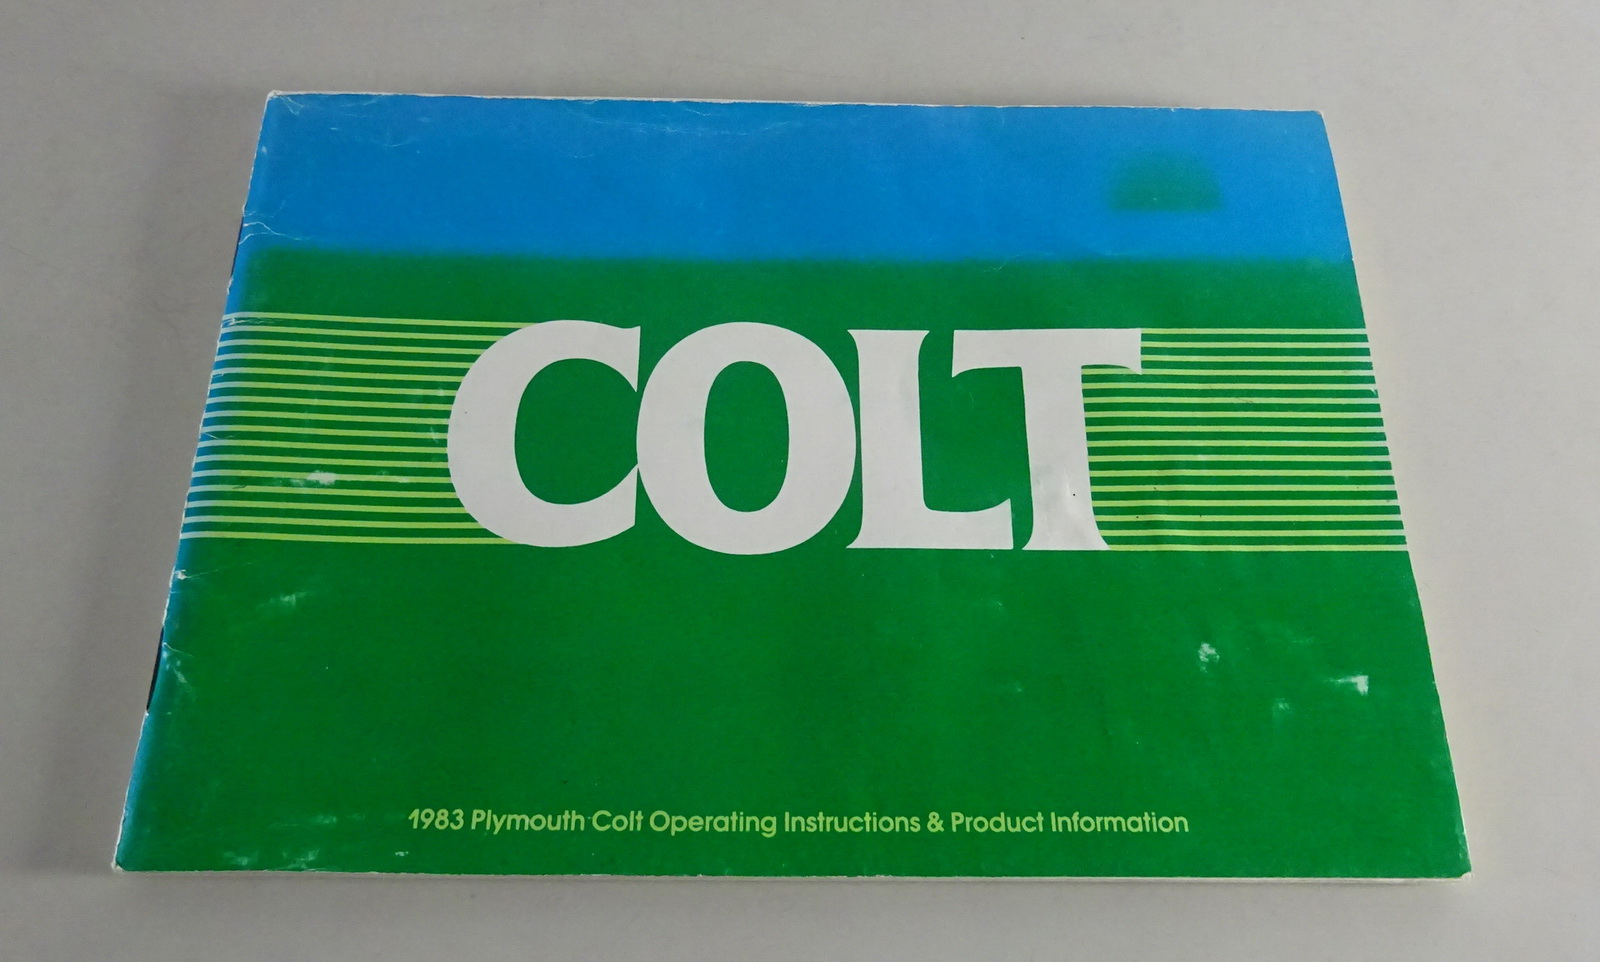 COLT
1983 Plymouth Colt Operating Instructions & Product Information